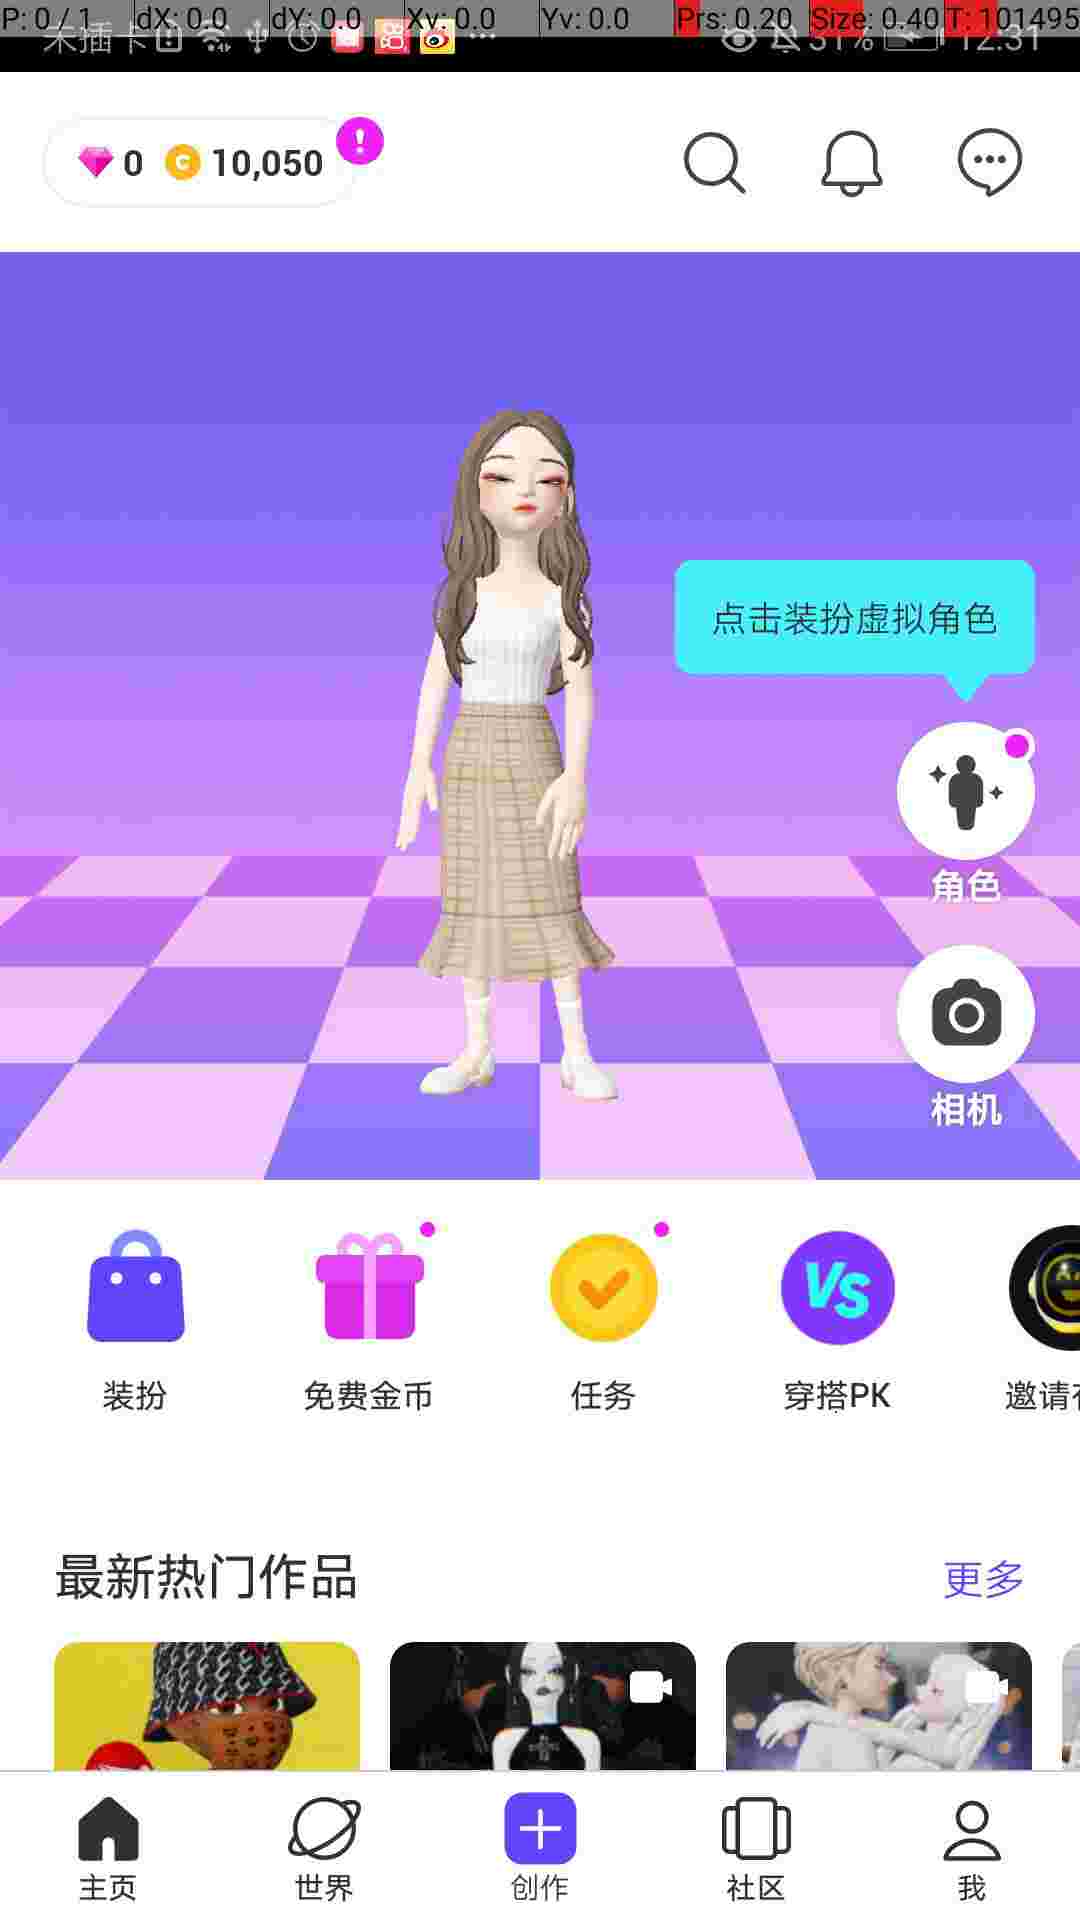 P: 0 / 1 dX: 0.0 dY: 0.0 Xv: 0.0 Yv: 0.0 Prs: 0.20 Size: 0.40 T: 101495
未插卡 31% 12:31
0 10,050
点击装扮虚拟角色
角色
相机
VS
装扮 免费金币 任务 穿搭PK 邀请
最新热门作品 更多
主页 世界 创作 社区 我